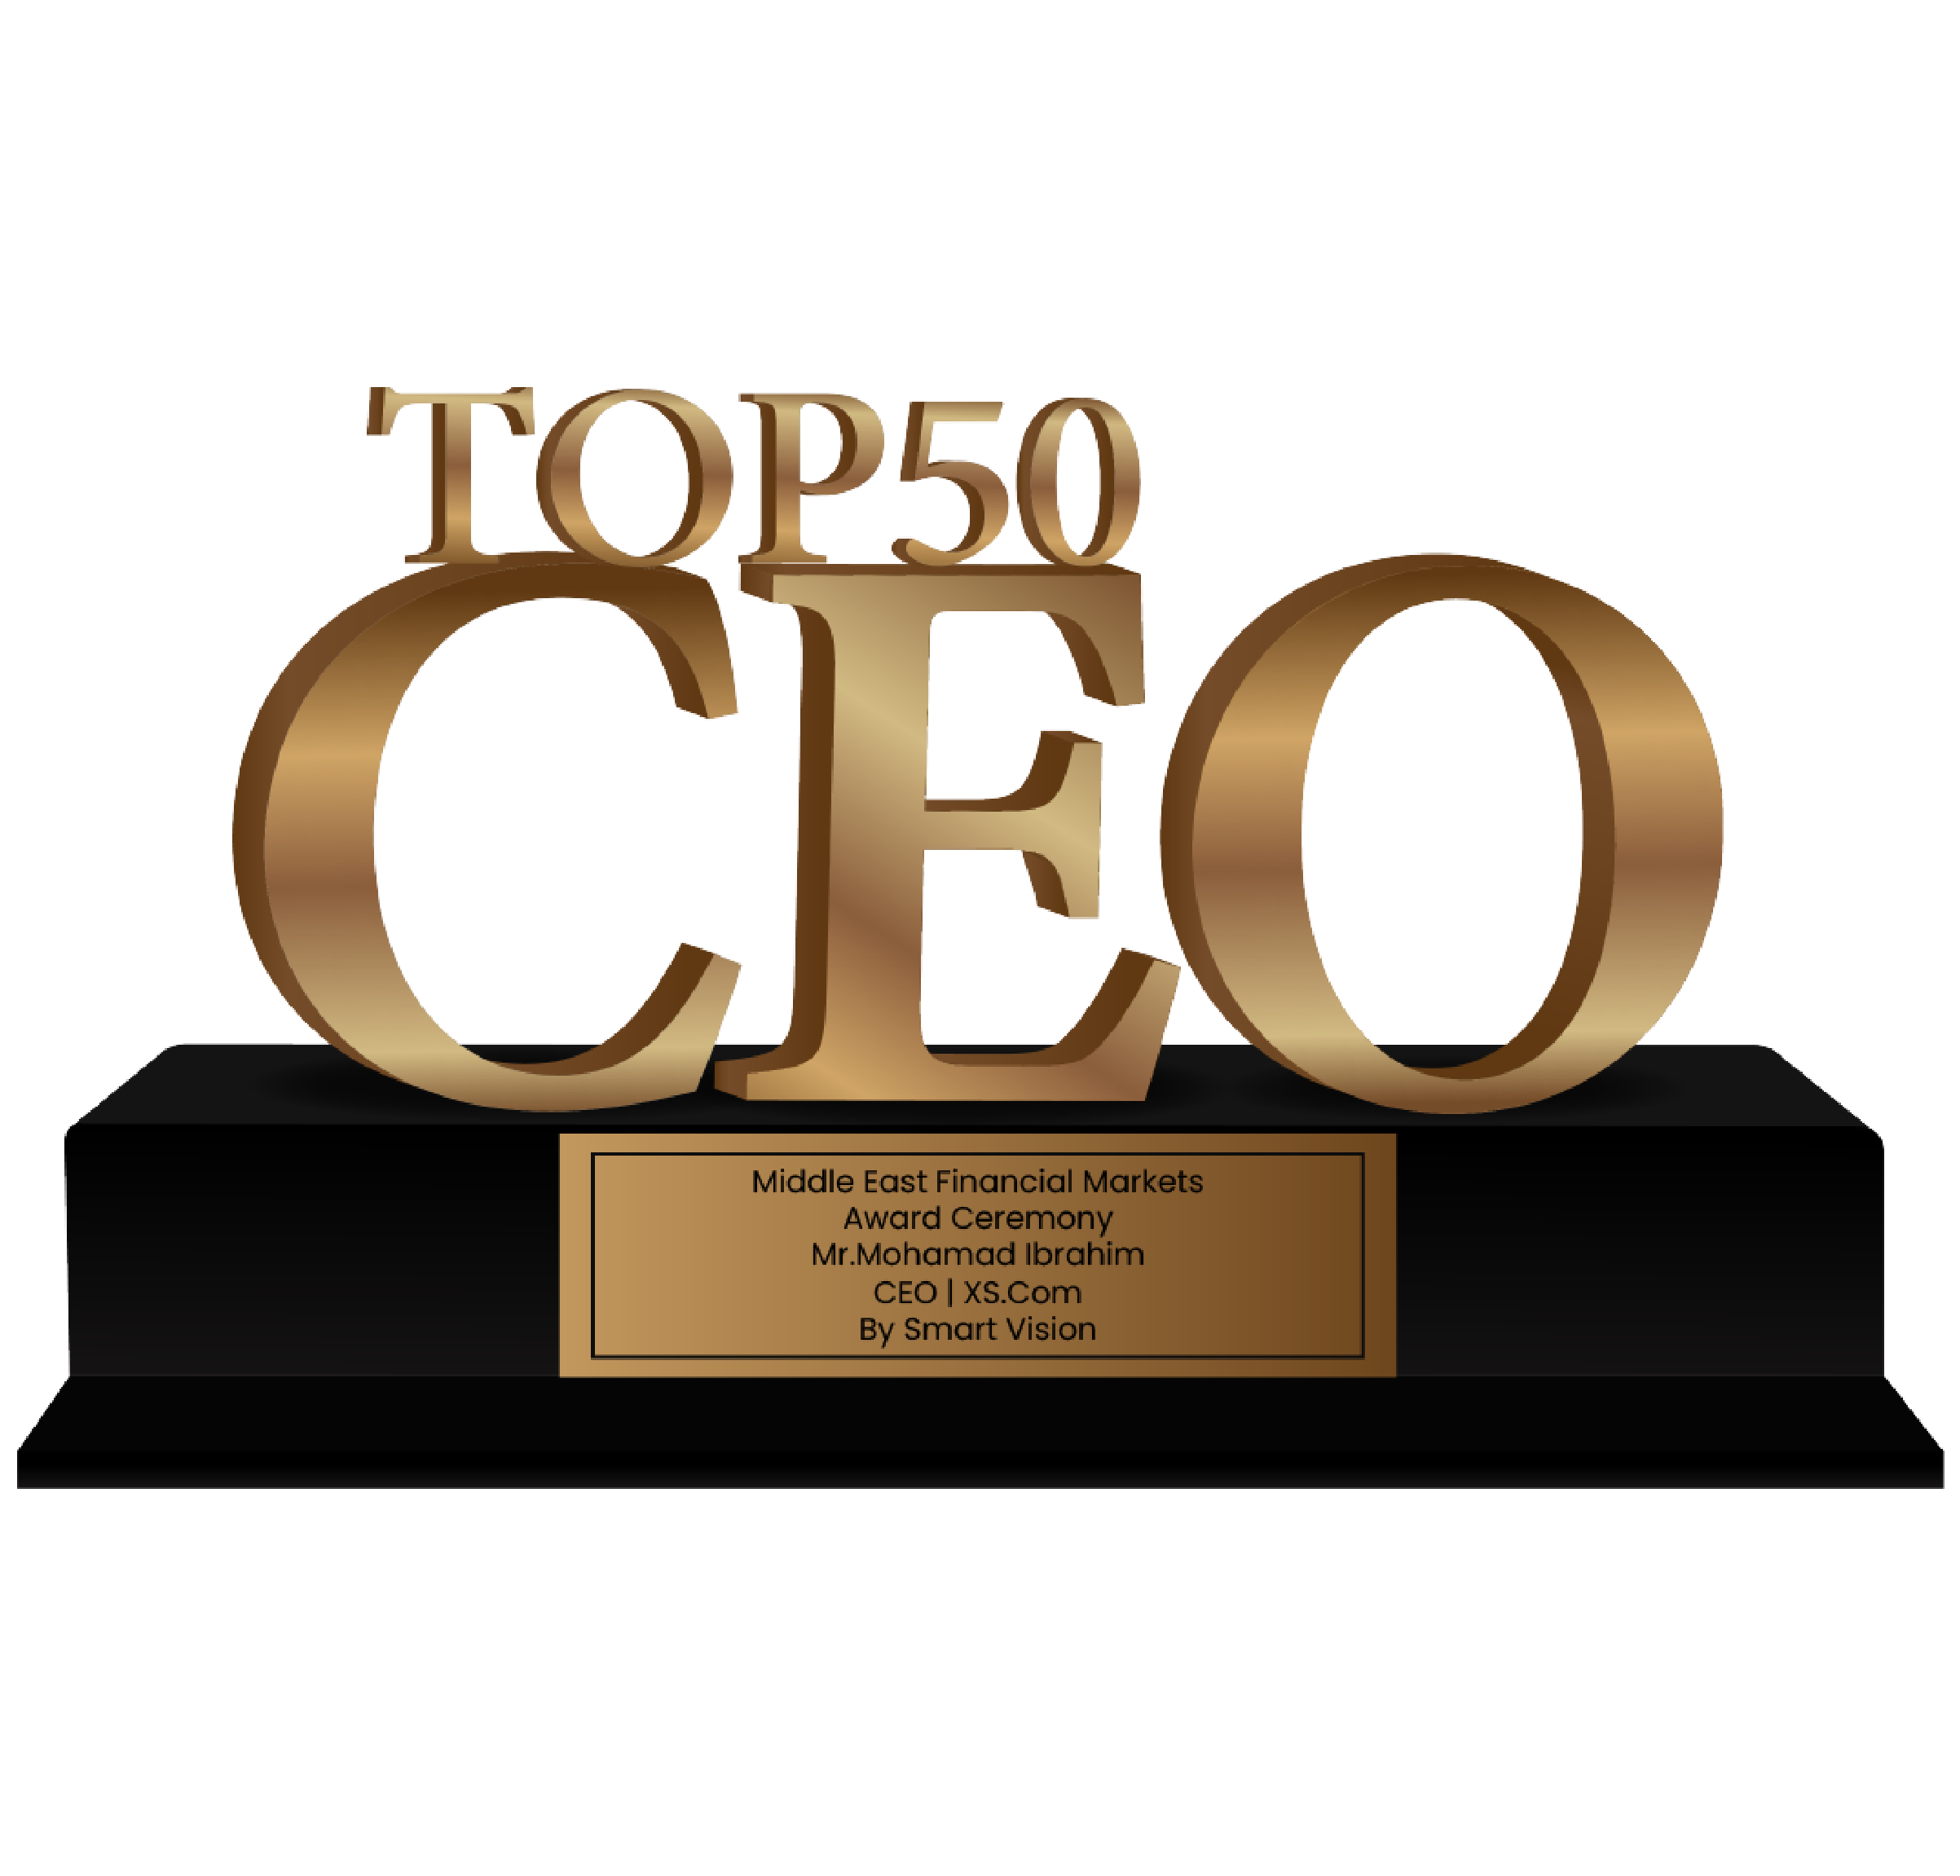 TOP50
CEO
Middle East Financial Markets
Award Ceremony
Mr.Mohamad Ibrahim
CEO | XS.Com
By Smart Vision